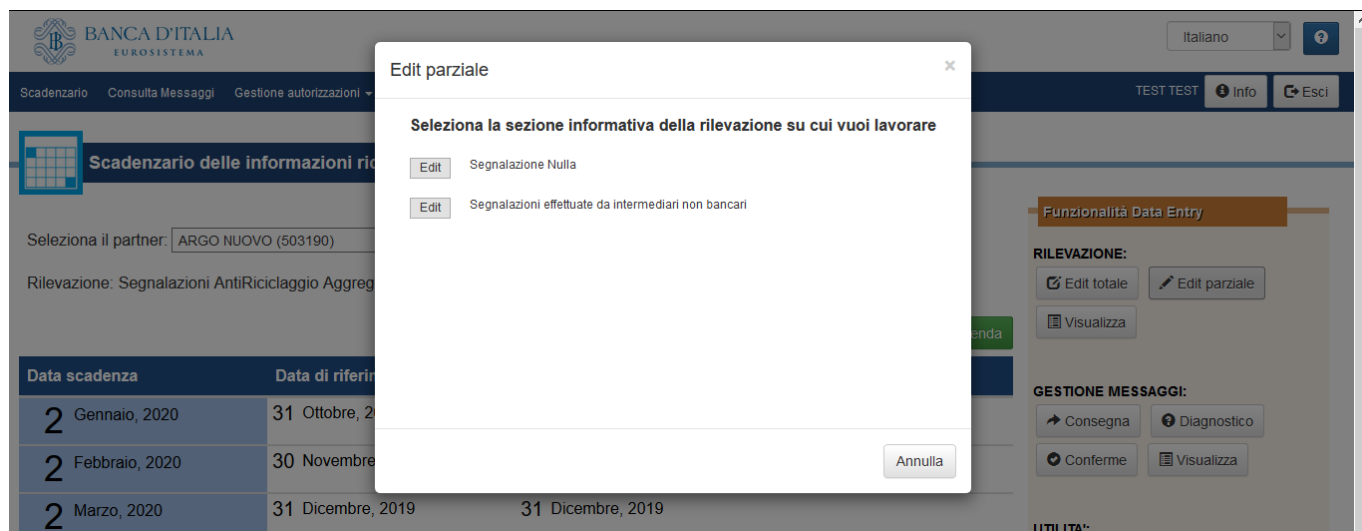 BANCA D'ITALIA
EUROSISTEMA
Italiano
Scadenzario Consulta Messaggi Gestione autorizzazioni
TEST TEST Info Esci
Edit parziale ×
Seleziona la sezione informativa della rilevazione su cui vuoi lavorare
Edit Segnalazione Nulla
Edit Segnalazioni effettuate da intermediari non bancari
Annulla
Scadenzario delle informazioni
Seleziona il partner: ARGO NUOVO (503190)
Rilevazione: Segnalazioni AntiRiciclaggio
Data scadenza Data di
2 Gennaio, 2020 31 Ottobre,
2 Febbraio, 2020 30 Novembre
2 Marzo, 2020 31 Dicembre, 2019 31 Dicembre, 2019
Funzionalità Data Entry
RILEVAZIONE:
Edit totale Edit parziale
Visualizza
GESTIONE MESSAGGI:
Consegna Diagnostico
Conferme Visualizza
UTILITA':